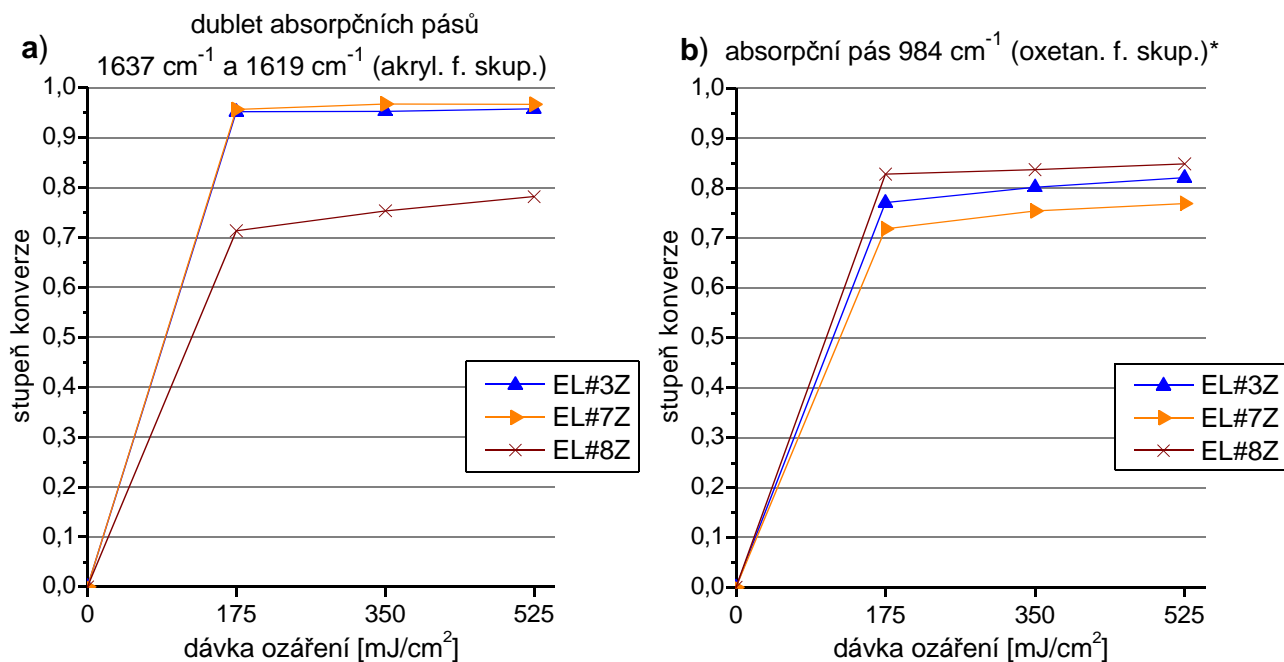 a) dublet absorpčních pásů
1637 cm⁻¹ a 1619 cm⁻¹ (akryl. f. skup.)
1,0
0,9
0,8
0,7
0,6
0,5
0,4
0,3
0,2
0,1
0,0
stupeň konverze
EL#3Z
EL#7Z
EL#8Z
0 175 350 525
dávka ozáření [mJ/cm²]
b) absorpční pás 984 cm⁻¹ (oxetan. f. skup.)*
1,0
0,9
0,8
0,7
0,6
0,5
0,4
0,3
0,2
0,1
0,0
stupeň konverze
EL#3Z
EL#7Z
EL#8Z
0 175 350 525
dávka ozáření [mJ/cm²]